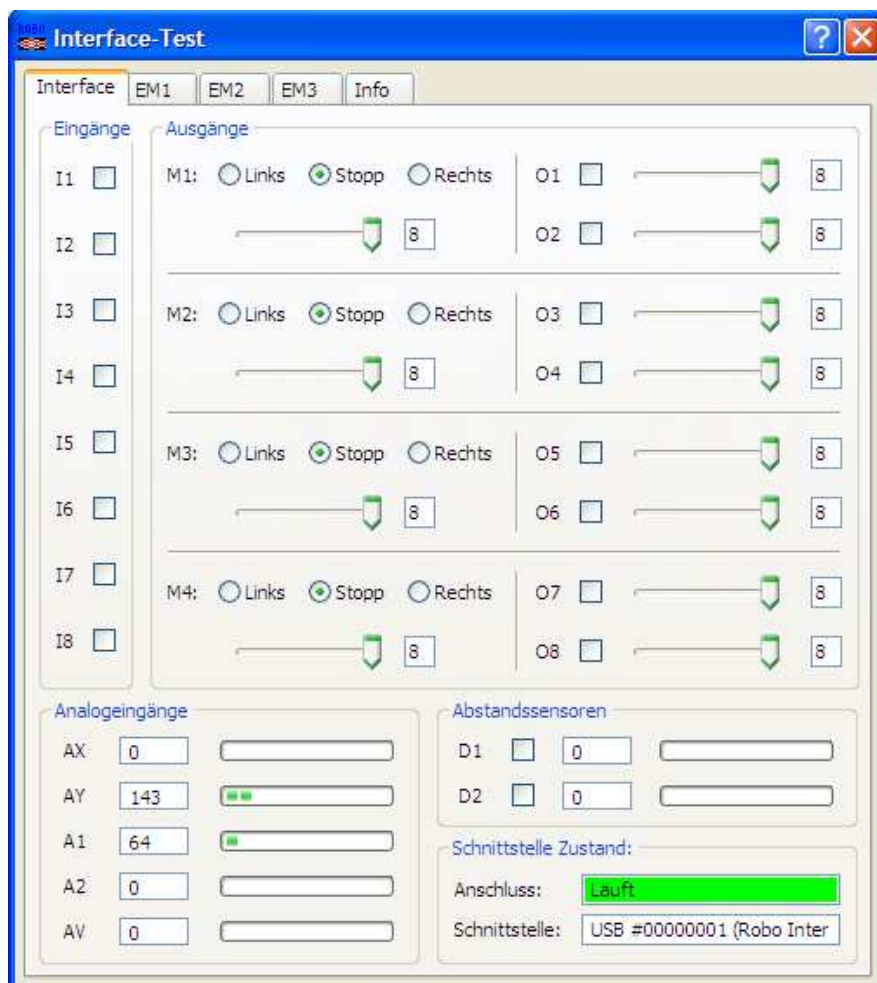 ROBO
Interface-Test
Interface EM1 EM2 EM3 Info
Eingänge
I1
I2
I3
I4
I5
I6
I7
I8
Ausgänge
M1: Links Stopp Rechts
8
O1 8
O2 8
M2: Links Stopp Rechts
8
O3 8
O4 8
M3: Links Stopp Rechts
8
O5 8
O6 8
M4: Links Stopp Rechts
8
O7 8
O8 8
Analogeingänge
AX 0
AY 143
A1 64
A2 0
AV 0
Abstandssensoren
D1 0
D2 0
Schnittstelle Zustand:
Anschluss: Läuft
Schnittstelle: USB #00000001 (Robo Inter